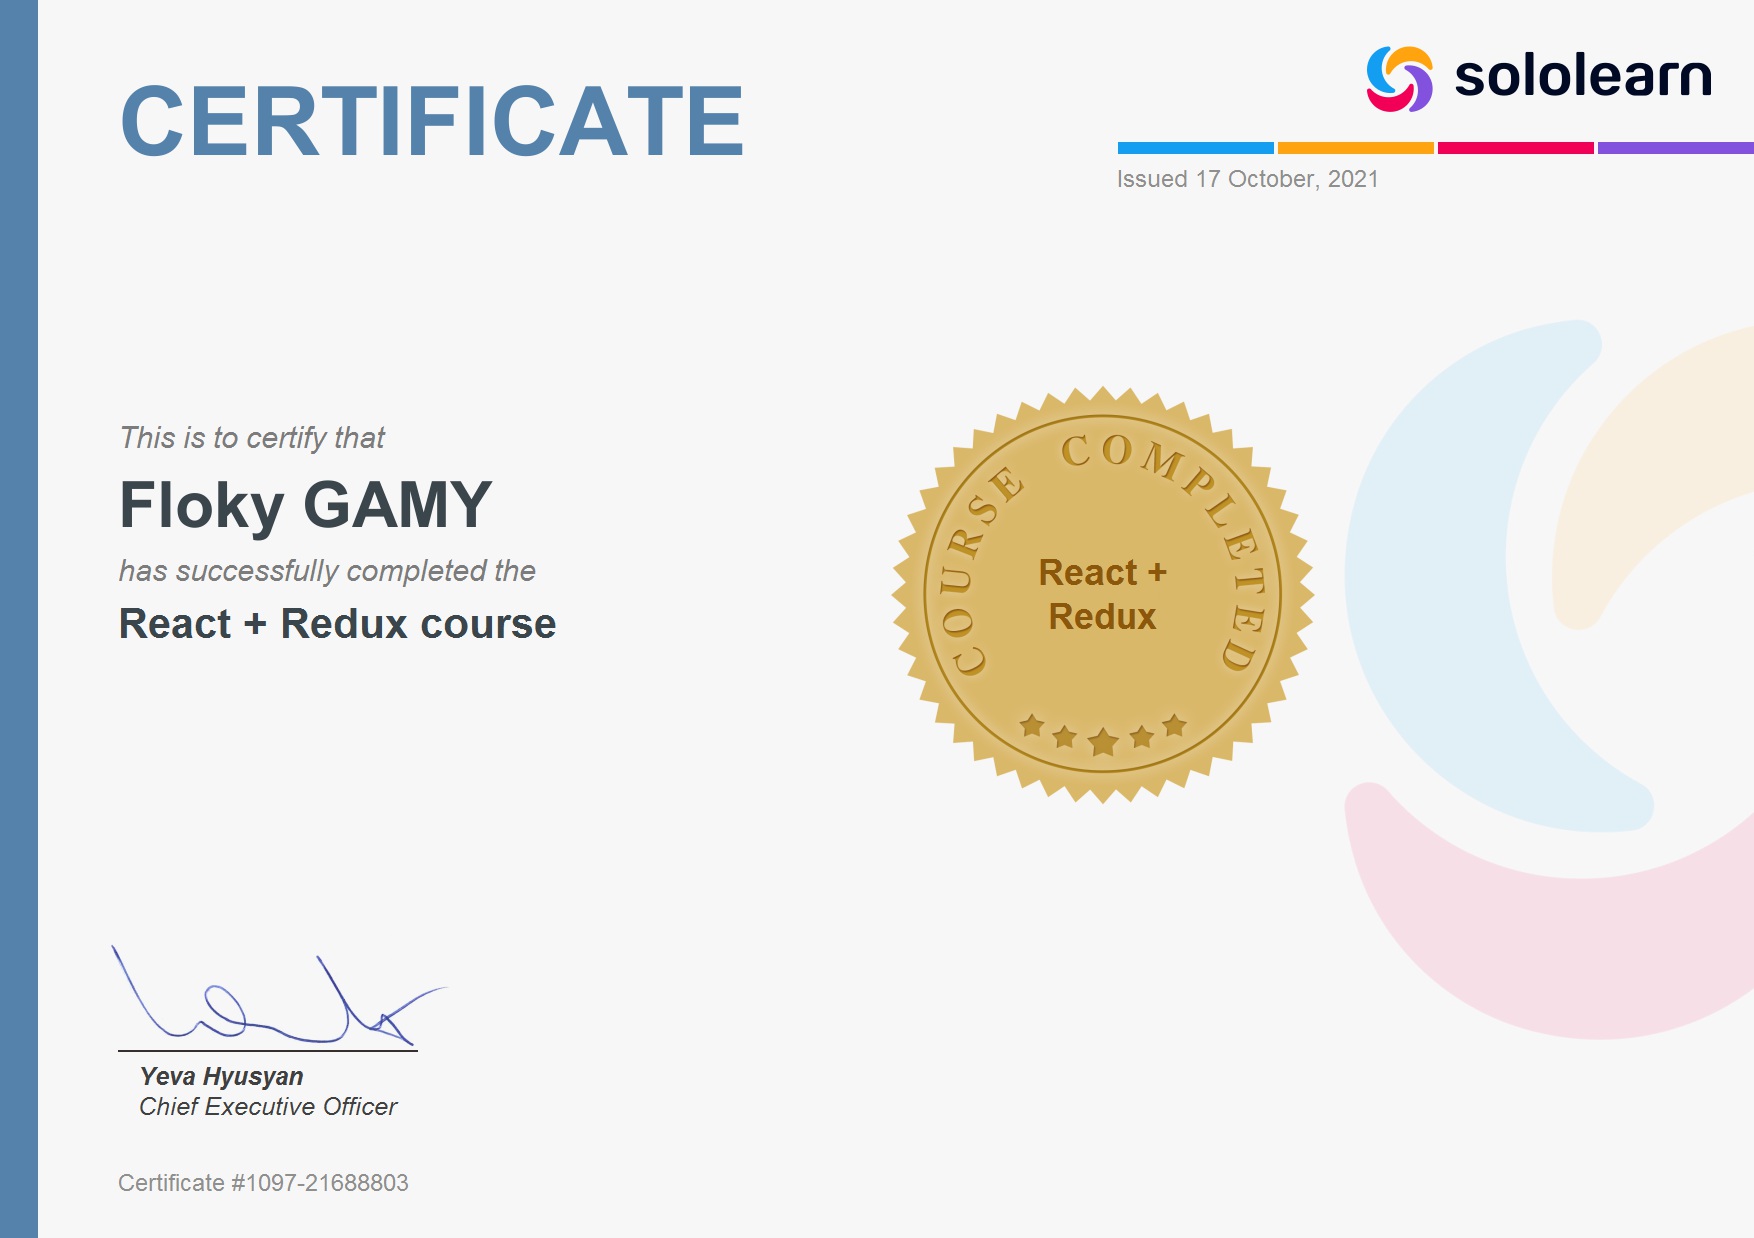 CERTIFICATE
sololearn
Issued 17 October, 2021
This is to certify that
Floky GAMY
has successfully completed the
React + Redux course
COURSE COMPLETED
React +
Redux
Yeva Hyusyan
Chief Executive Officer
Certificate #1097-21688803